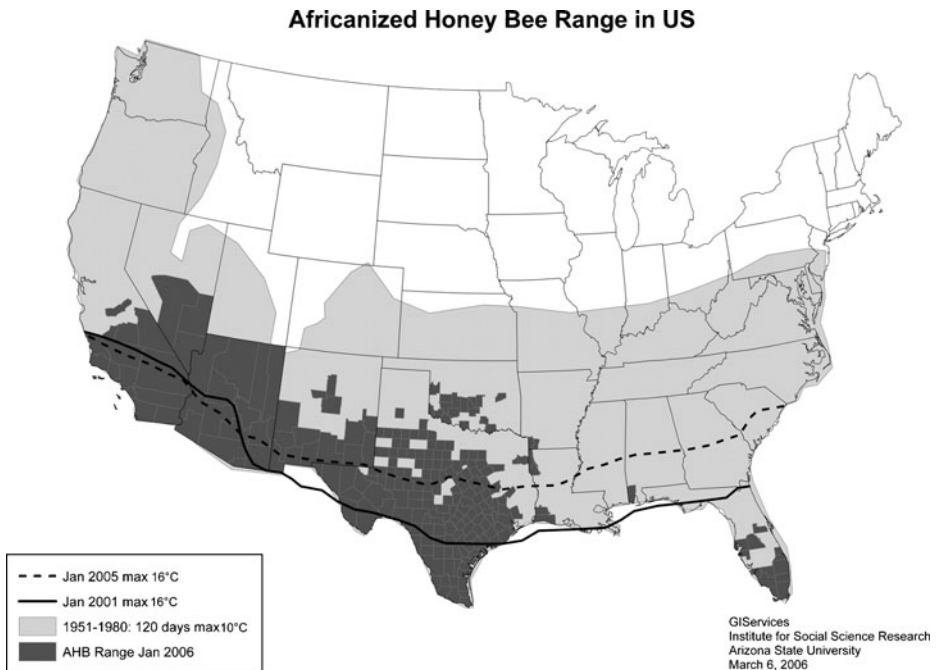 Africanized Honey Bee Range in US
Jan 2005 max 16°C
Jan 2001 max 16°C
1951-1980: 120 days max10°C
AHB Range Jan 2006
GIServices
Institute for Social Science Research
Arizona State University
March 6, 2006